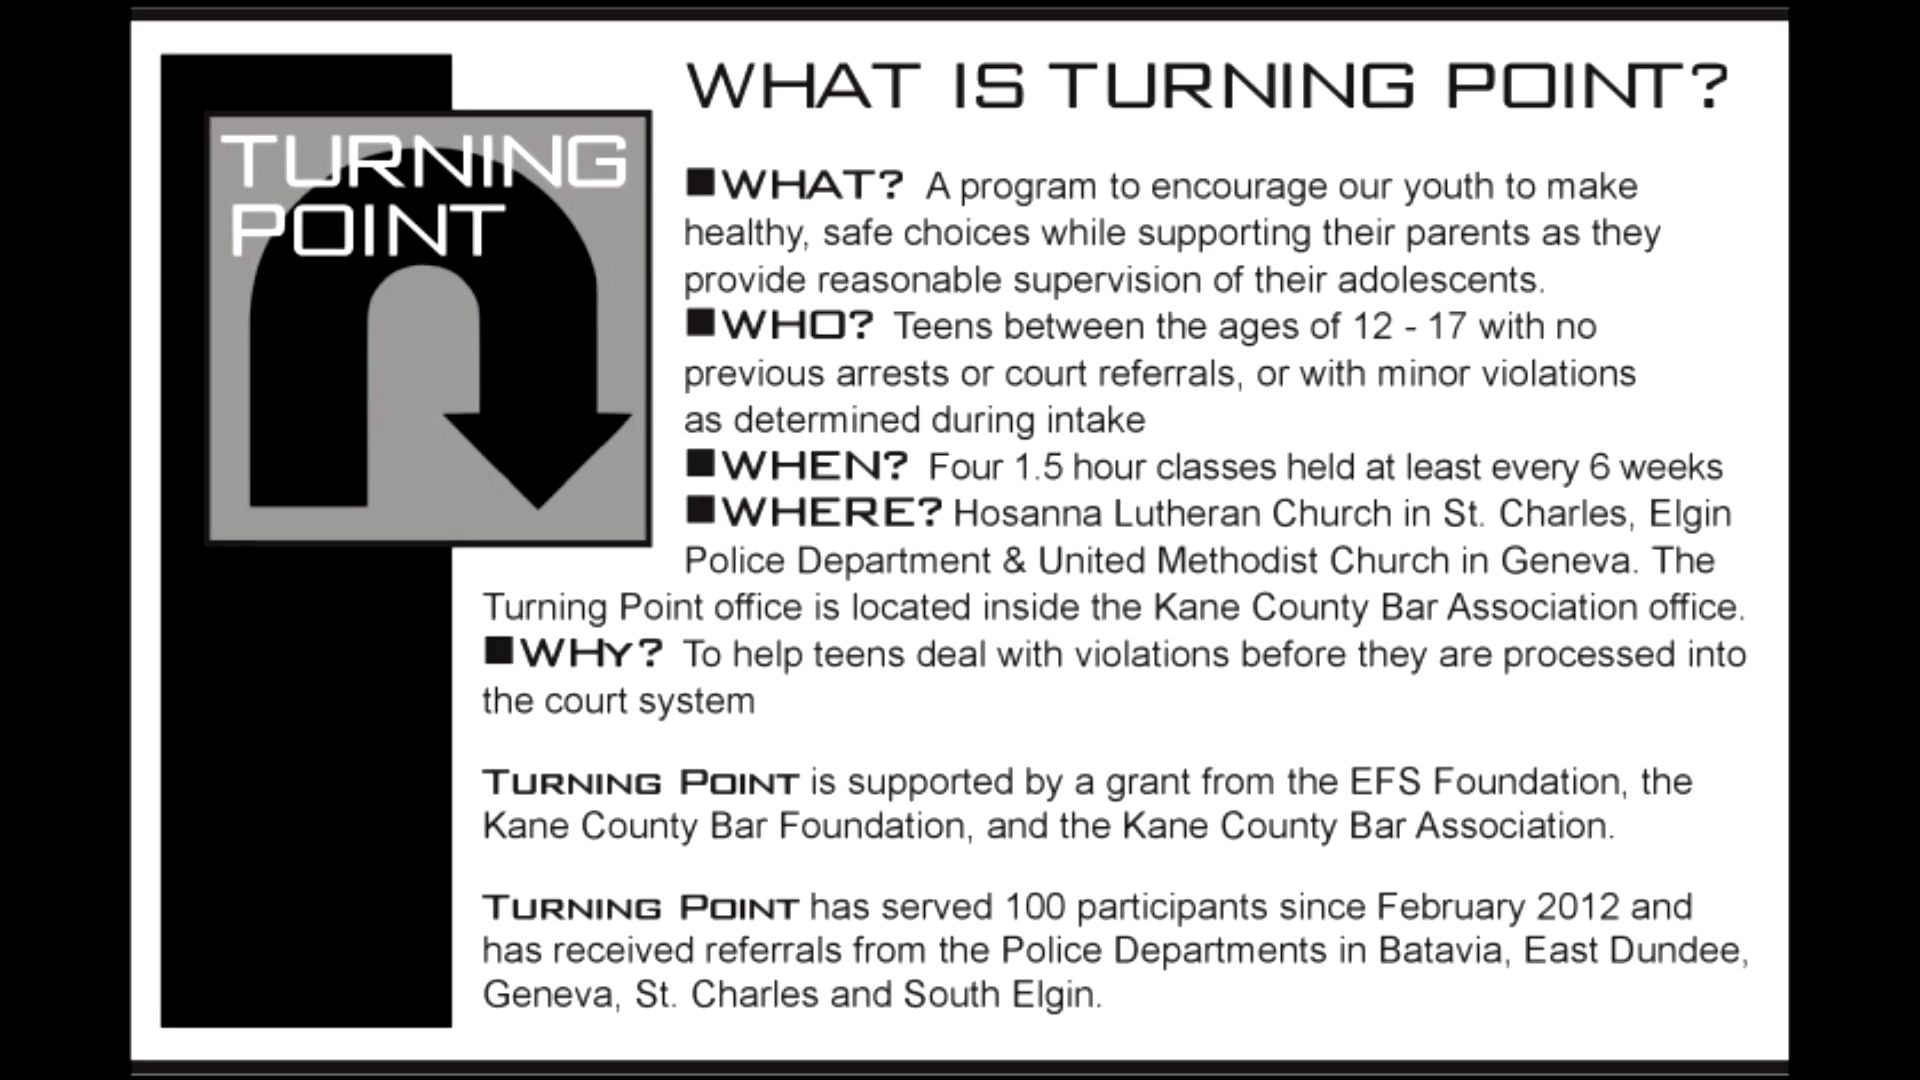 TURNING
POINT
WHAT IS TURNING POINT?
■WHAT? A program to encourage our youth to make
healthy, safe choices while supporting their parents as they
provide reasonable supervision of their adolescents.
■WHO? Teens between the ages of 12 - 17 with no
previous arrests or court referrals, or with minor violations
as determined during intake
■WHEN? Four 1.5 hour classes held at least every 6 weeks
■WHERE? Hosanna Lutheran Church in St. Charles, Elgin
Police Department & United Methodist Church in Geneva. The
Turning Point office is located inside the Kane County Bar Association office.
■WHY? To help teens deal with violations before they are processed into
the court system
TURNING POINT is supported by a grant from the EFS Foundation, the
Kane County Bar Foundation, and the Kane County Bar Association.
TURNING POINT has served 100 participants since February 2012 and
has received referrals from the Police Departments in Batavia, East Dundee,
Geneva, St. Charles and South Elgin.